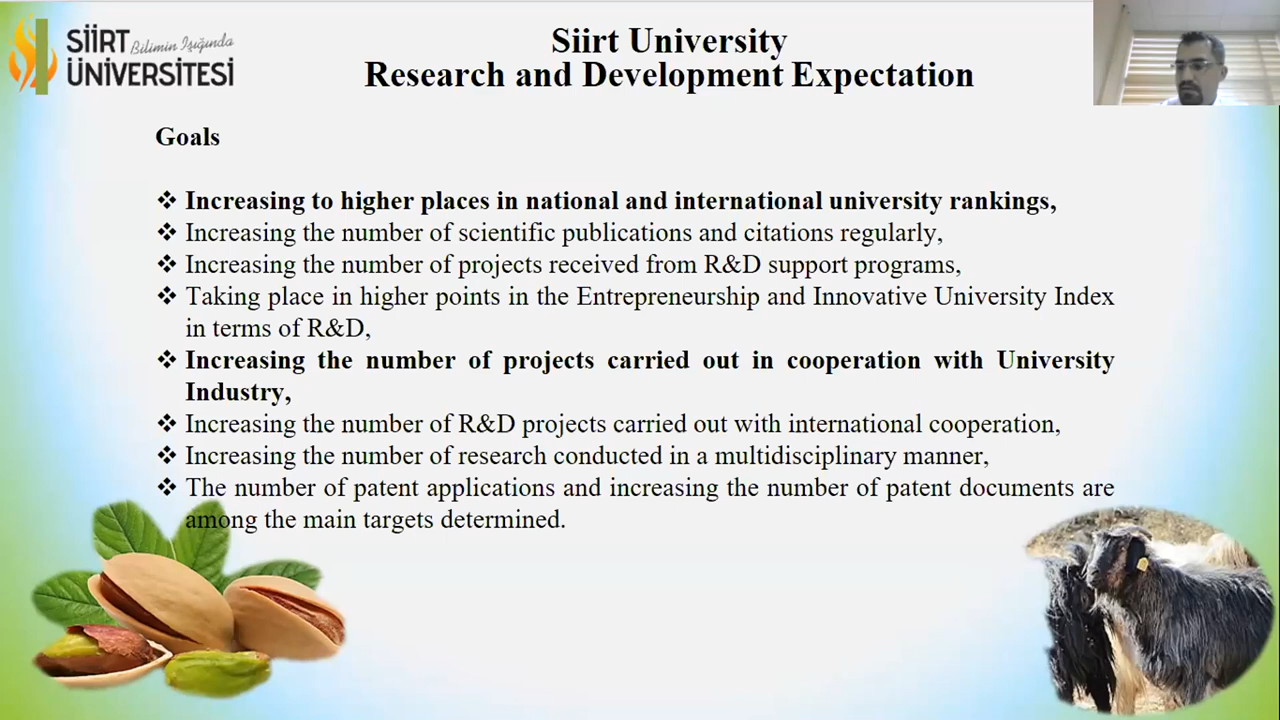 SİİRT Bilimin Işığında
ÜNİVERSİTESİ
Siirt University
Research and Development Expectation
Goals
❖ Increasing to higher places in national and international university rankings,
❖ Increasing the number of scientific publications and citations regularly,
❖ Increasing the number of projects received from R&D support programs,
❖ Taking place in higher points in the Entrepreneurship and Innovative University Index
in terms of R&D,
❖ Increasing the number of projects carried out in cooperation with University
Industry,
❖ Increasing the number of R&D projects carried out with international cooperation,
❖ Increasing the number of research conducted in a multidisciplinary manner,
❖ The number of patent applications and increasing the number of patent documents are
among the main targets determined.